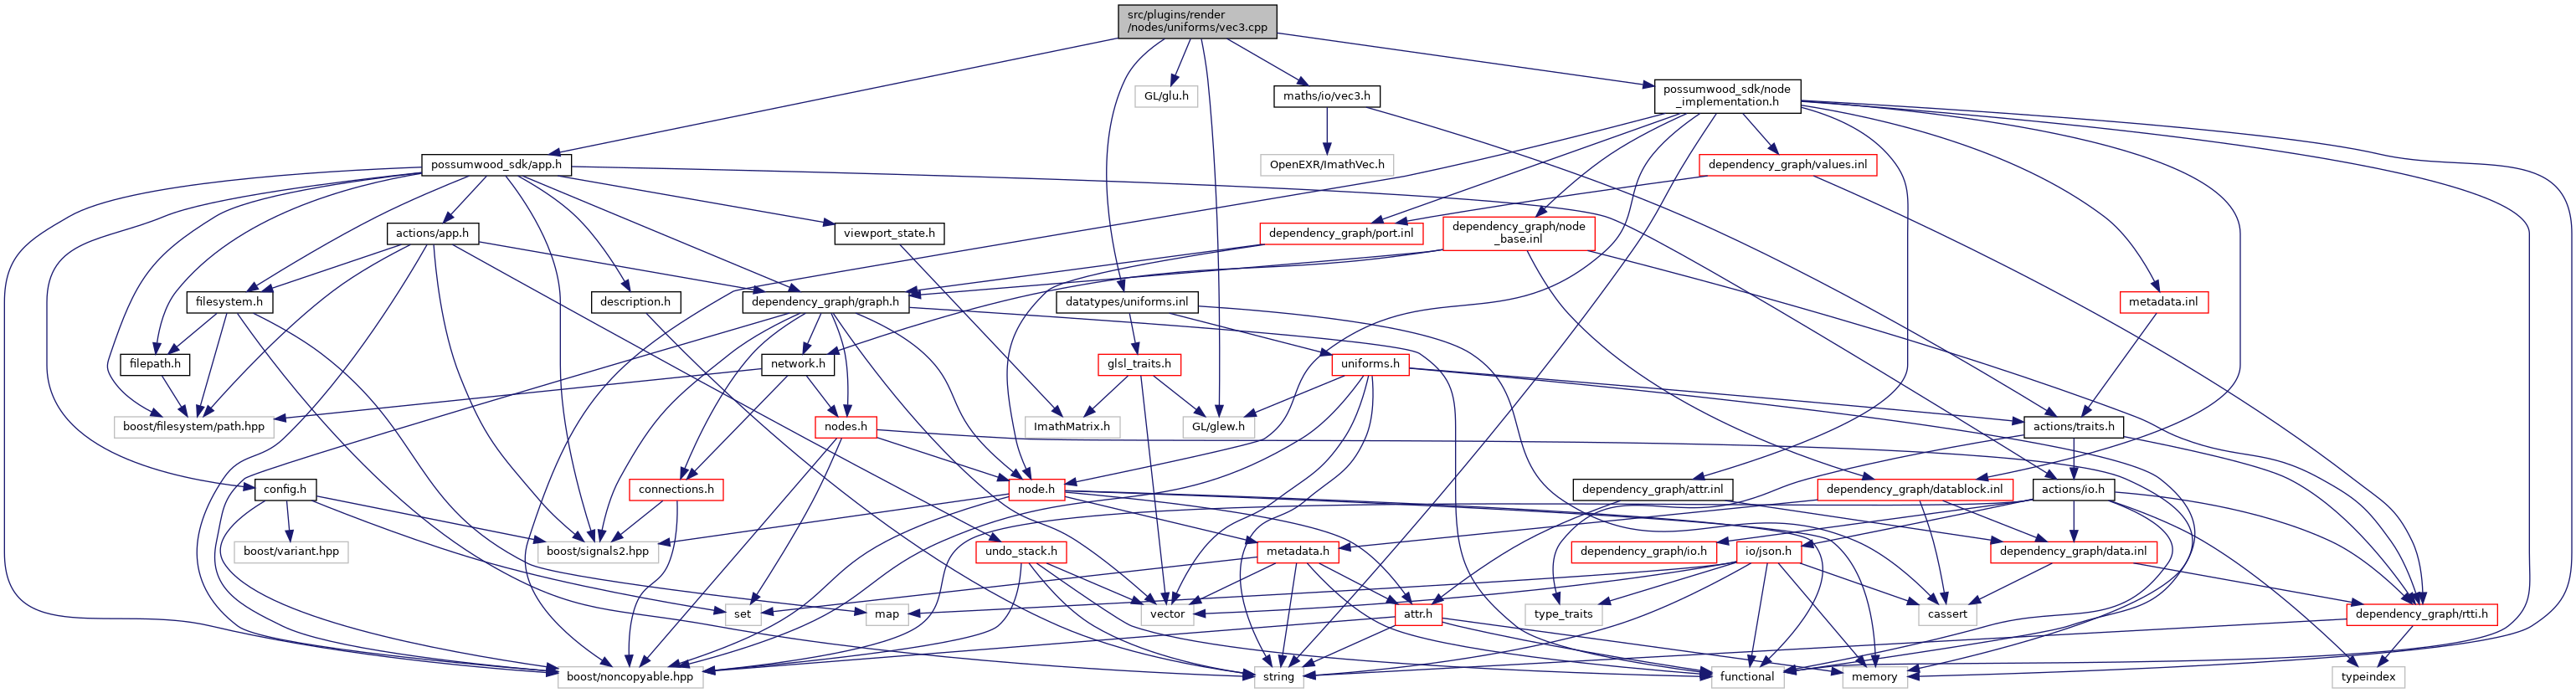 src/plugins/render
/nodes/uniforms/vec3.cpp
GL/glu.h
maths/io/vec3.h
possumwood_sdk/node
_implementation.h
possumwood_sdk/app.h
OpenEXR/ImathVec.h
dependency_graph/values.inl
actions/app.h
viewport_state.h
dependency_graph/port.inl
dependency_graph/node
_base.inl
filesystem.h
description.h
dependency_graph/graph.h
datatypes/uniforms.inl
metadata.inl
filepath.h
network.h
glsl_traits.h
uniforms.h
boost/filesystem/path.hpp
nodes.h
ImathMatrix.h
GL/glew.h
actions/traits.h
config.h
connections.h
node.h
dependency_graph/attr.inl
dependency_graph/datablock.inl
actions/io.h
boost/variant.hpp
boost/signals2.hpp
undo_stack.h
metadata.h
dependency_graph/io.h
io/json.h
dependency_graph/data.inl
set
map
vector
attr.h
type_traits
cassert
dependency_graph/rtti.h
boost/noncopyable.hpp
string
functional
memory
typeindex